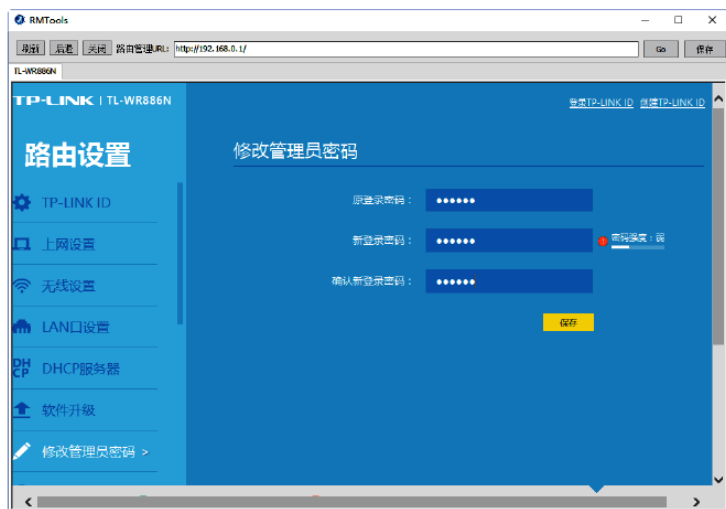 RMTools
刷新 后退 关闭 路由管理URL: http://192.168.0.1/ Go 保存
TL-WR886N
TP-LINK | TL-WR886N 登录TP-LINK ID 创建TP-LINK ID
路由设置
修改管理员密码
TP-LINK ID
上网设置
无线设置
LAN口设置
DHCP DHCP服务器
软件升级
修改管理员密码 >
原登录密码：
新登录密码： 密码强度：弱
确认新登录密码：
保存